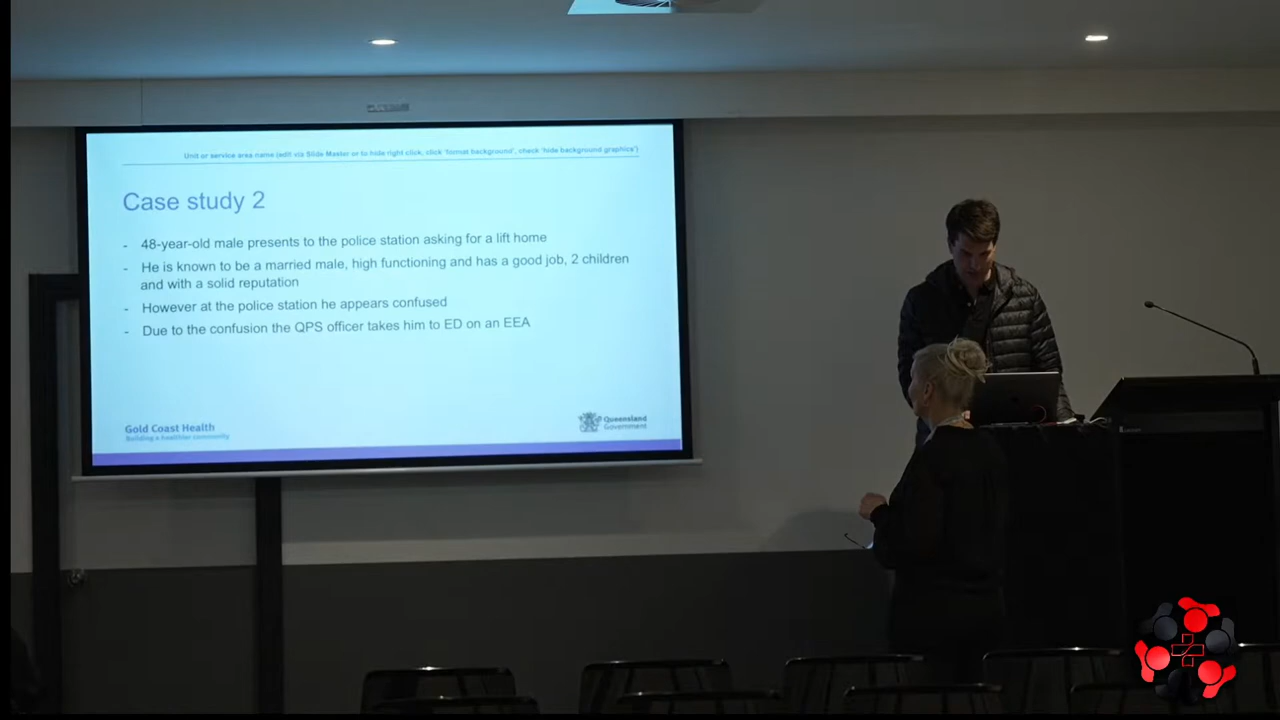 Unit or service area name (edit via Slide Master or to hide right click, click 'format background', check 'hide background graphics')
Case study 2
- 48-year-old male presents to the police station asking for a lift home
- He is known to be a married male, high functioning and has a good job, 2 children
and with a solid reputation
- However at the police station he appears confused
- Due to the confusion the QPS officer takes him to ED on an EEA
Gold Coast Health
Building a healthier community
Queensland
Government